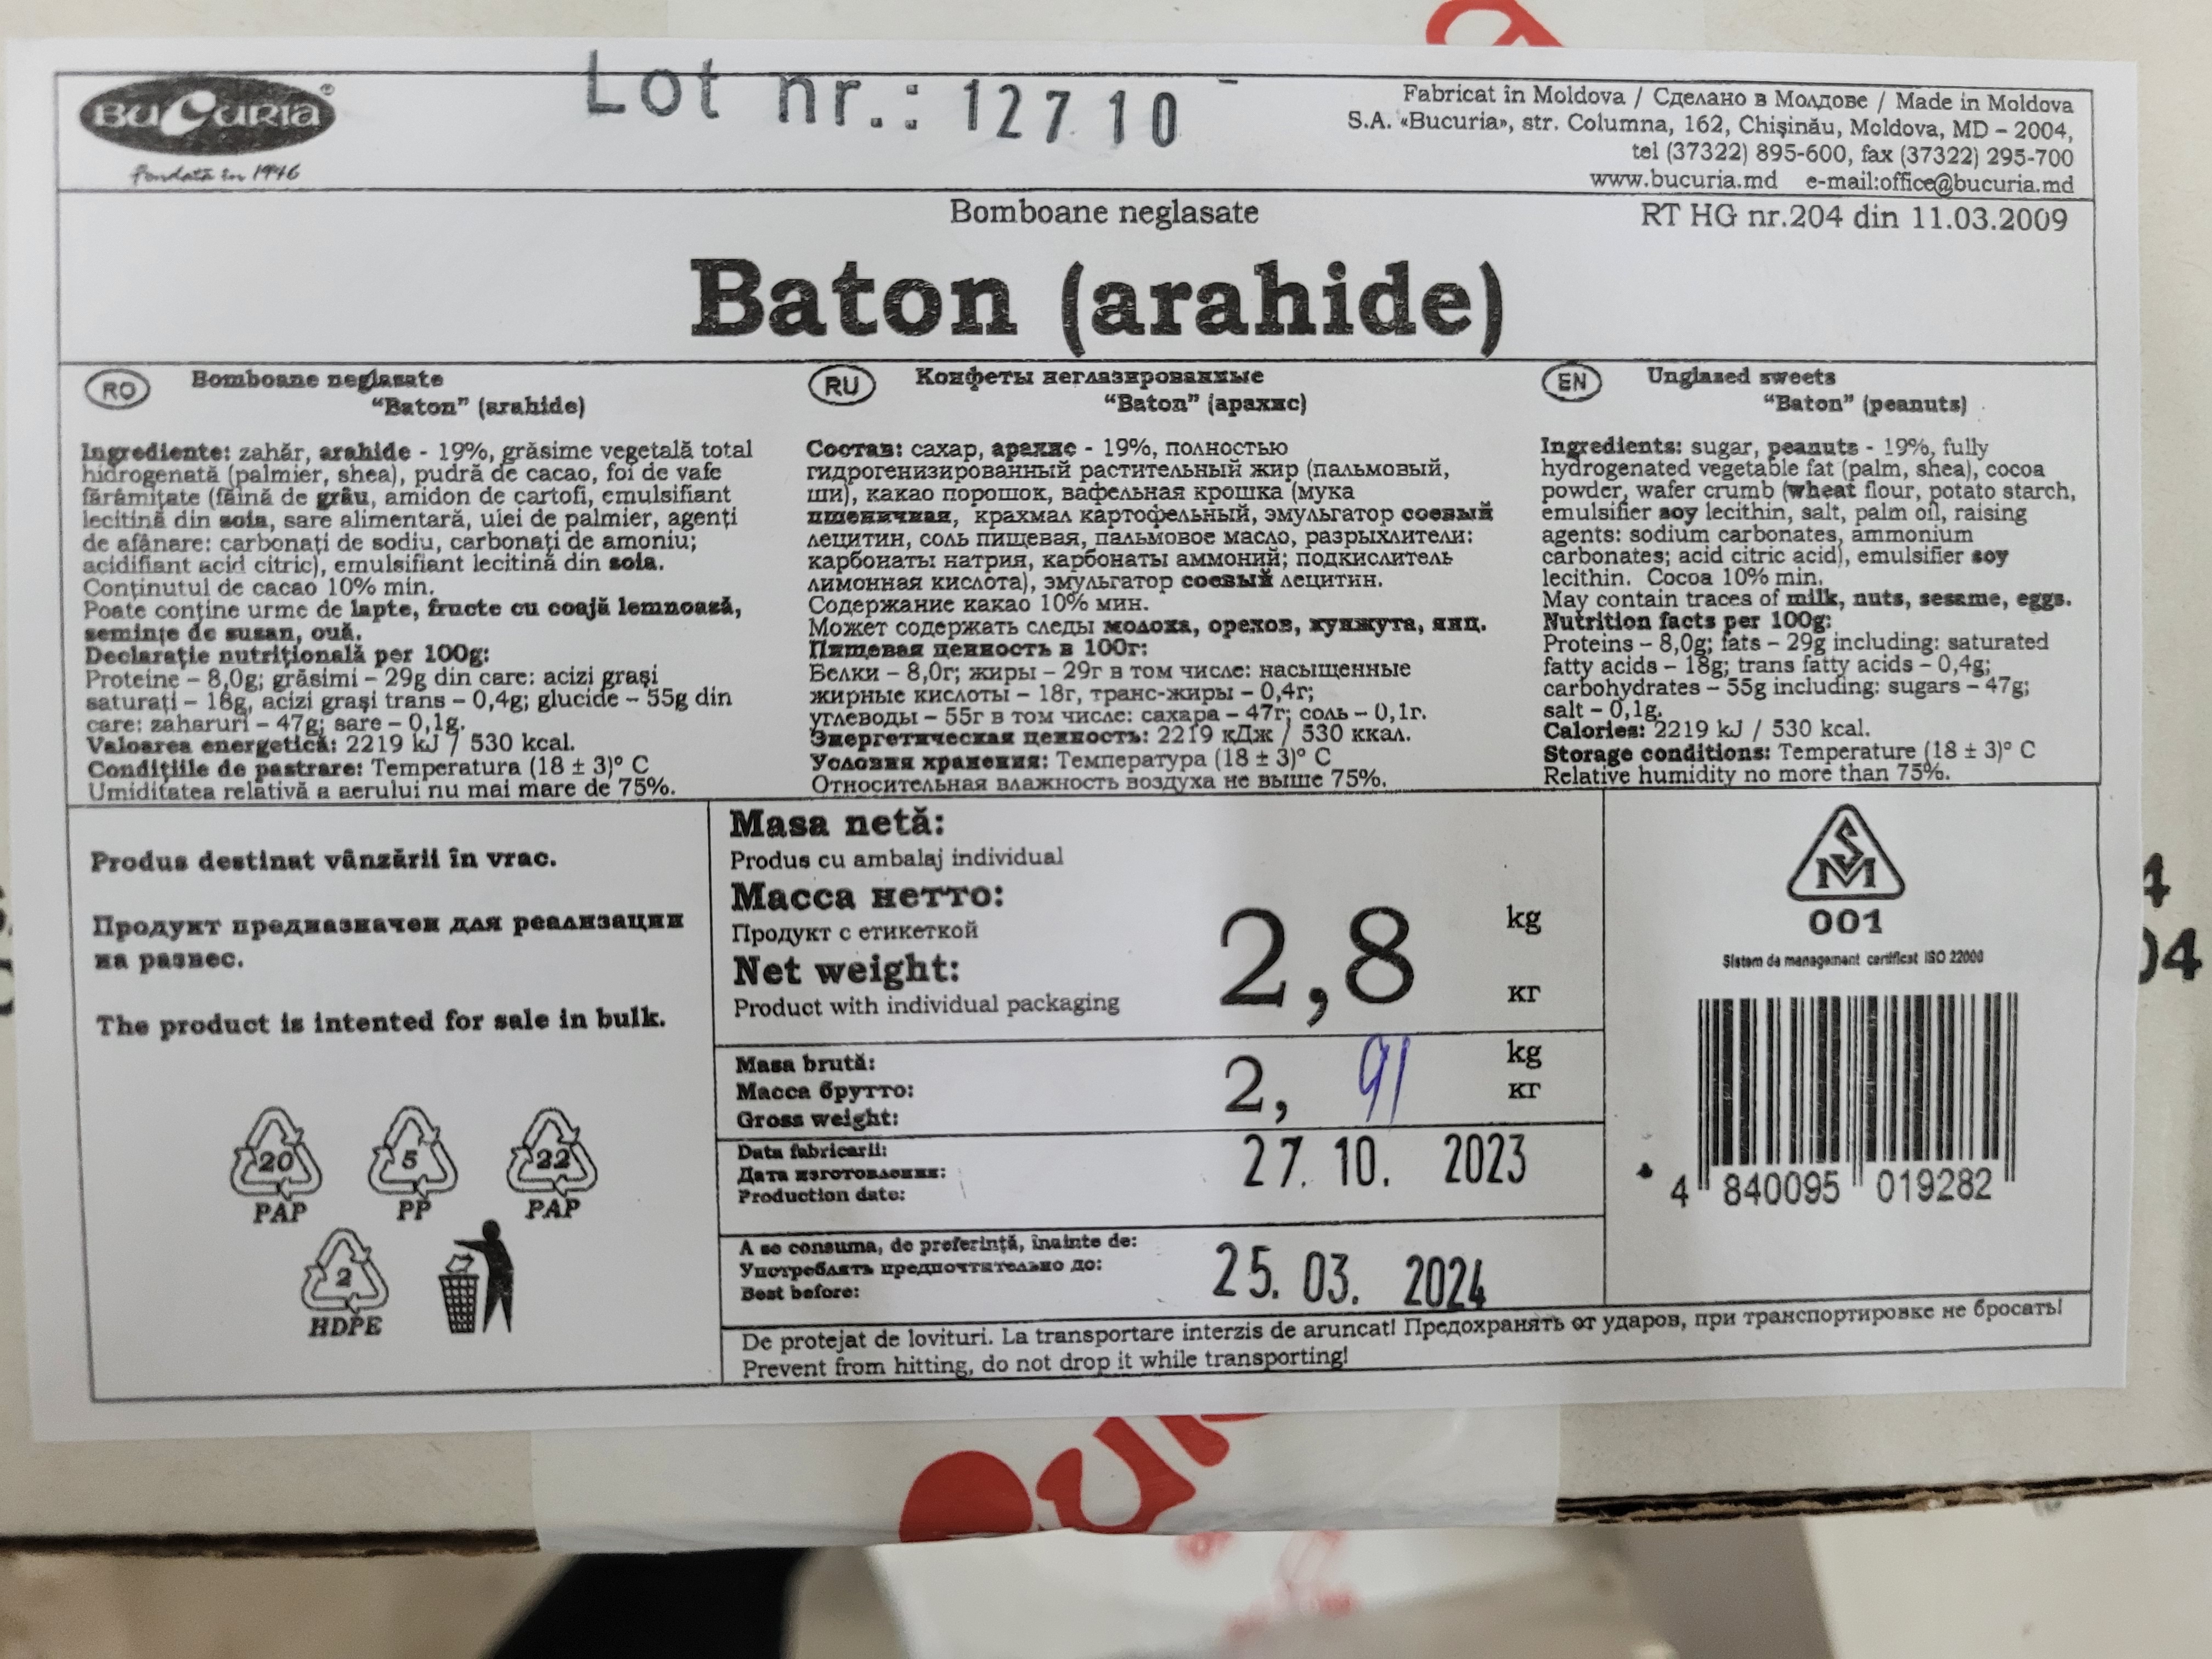 BuCuria®
Fondată în 1946
Lot nr.: 127 10
Fabricat în Moldova / Сделано в Молдове / Made in Moldova
S.A. «Bucuria», str. Columna, 162, Chişinău, Moldova, MD – 2004,
tel (37322) 895-600, fax (37322) 295-700
www.bucuria.md e-mail:office@bucuria.md
Bomboane neglasate
RT HG nr.204 din 11.03.2009
Baton (arahide)
RO
Bomboane neglasate
“Baton” (arahide)
Ingrediente: zahăr, arahide - 19%, grăsime vegetală total
hidrogenată (palmier, shea), pudră de cacao, foi de vafe
fărâmițate (făină de grâu, amidon de cartofi, emulsifiant
lecitină din soia, sare alimentară, ulei de palmier, agenți
de afânare: carbonați de sodiu, carbonați de amoniu;
acidifiant acid citric), emulsifiant lecitină din soia.
Conținutul de cacao 10% min.
Poate conține urme de lapte, fructe cu coajă lemnoasă,
semințe de susan, ouă.
Declarație nutrițională per 100g:
Proteine – 8,0g; grăsimi – 29g din care: acizi grași
saturați – 18g, acizi grași trans – 0,4g; glucide – 55g din
care: zaharuri – 47g; sare – 0,1g.
Valoarea energetică: 2219 kJ / 530 kcal.
Condițiile de pastrare: Temperatura (18 ± 3)° C
Umiditatea relativă a aerului nu mai mare de 75%.
RU
Конфеты неглазированные
“Baton” (арахис)
Состав: сахар, арахис - 19%, полностью
гидрогенизированный растительный жир (пальмовый,
ши), какао порошок, вафельная крошка (мука
пшеничная, крахмал картофельный, эмульгатор соевый
лецитин, соль пищевая, пальмовое масло, разрыхлители:
карбонаты натрия, карбонаты аммоний; подкислитель
лимонная кислота), эмульгатор соевый лецитин.
Содержание какао 10% мин.
Может содержать следы молока, орехов, кунжута, яиц.
Пищевая ценность в 100г:
Белки – 8,0г; жиры – 29г в том числе: насыщенные
жирные кислоты – 18г, транс-жиры – 0,4г;
углеводы – 55г в том числе: сахара – 47г; соль – 0,1г.
Энергетическая ценность: 2219 кДж / 530 ккал.
Условия хранения: Температура (18 ± 3)° C
Относительная влажность воздуха не выше 75%.
EN
Unglazed sweets
“Baton” (peanuts)
Ingredients: sugar, peanuts - 19%, fully
hydrogenated vegetable fat (palm, shea), cocoa
powder, wafer crumb (wheat flour, potato starch,
emulsifier soy lecithin, salt, palm oil, raising
agents: sodium carbonates, ammonium
carbonates; acid citric acid), emulsifier soy
lecithin. Cocoa 10% min.
May contain traces of milk, nuts, sesame, eggs.
Nutrition facts per 100g:
Proteins – 8,0g; fats – 29g including: saturated
fatty acids – 18g; trans fatty acids – 0,4g;
carbohydrates – 55g including: sugars – 47g;
salt – 0,1g.
Calories: 2219 kJ / 530 kcal.
Storage conditions: Temperature (18 ± 3)° C
Relative humidity no more than 75%.
Produs destinat vânzării în vrac.
Продукт предназначен для реализации
на развес.
The product is intented for sale in bulk.
20
PAP
5
PP
22
PAP
2
HDPE
Masa netă:
Produs cu ambalaj individual
Масса нетто:
Продукт с етикеткой
Net weight:
Product with individual packaging
2,8
kg
кг
Masa brută:
Масса брутто:
Gross weight:
2, 91
kg
кг
Data fabricarii:
Дата изготовления:
Production date:
27. 10. 2023
A se consuma, de preferință, înainte de:
Употреблять предпочтительно до:
Best before:
25. 03. 2024
De protejat de lovituri. La transportare interzis de aruncat! Предохранять от ударов, при транспортировке не бросать!
Prevent from hitting, do not drop it while transporting!
SM
001
Sistem de management certificat ISO 22000
4 840095 019282